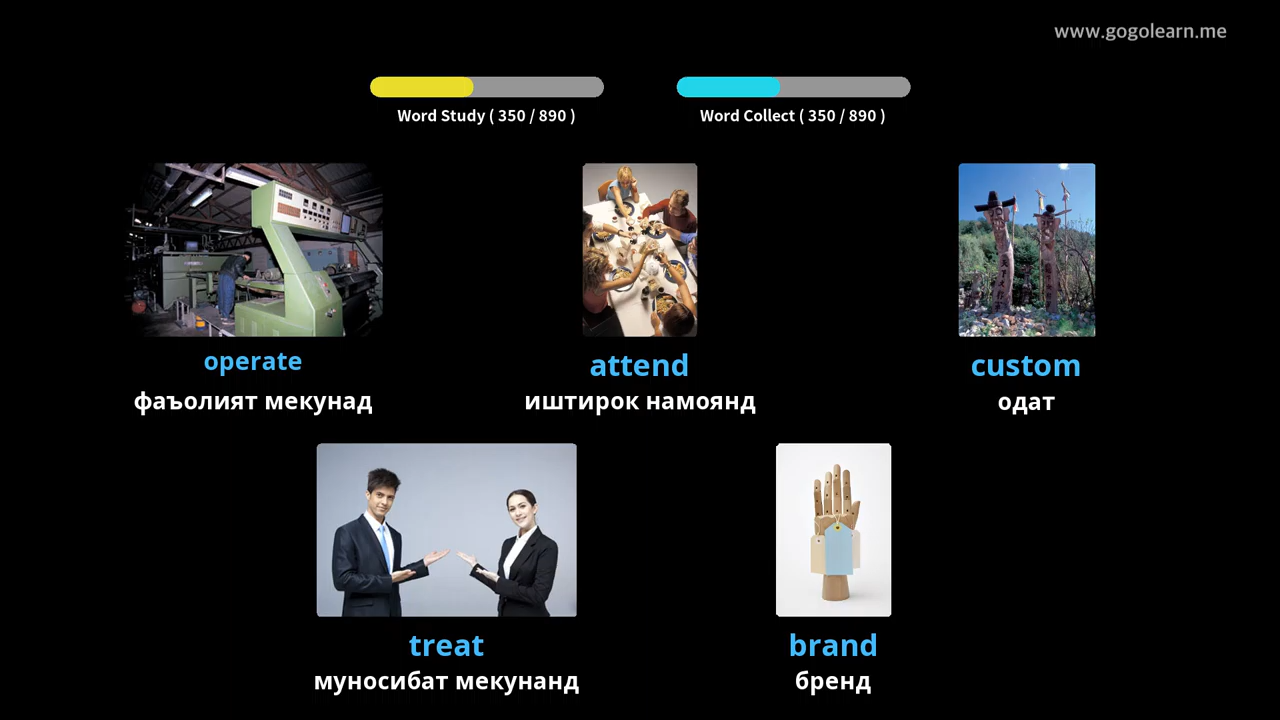 www.gogolearn.me
Word Study ( 350 / 890 )
Word Collect ( 350 / 890 )
operate
фаъолият мекунад
attend
иштирок намоянд
custom
одат
treat
муносибат мекунанд
brand
бренд